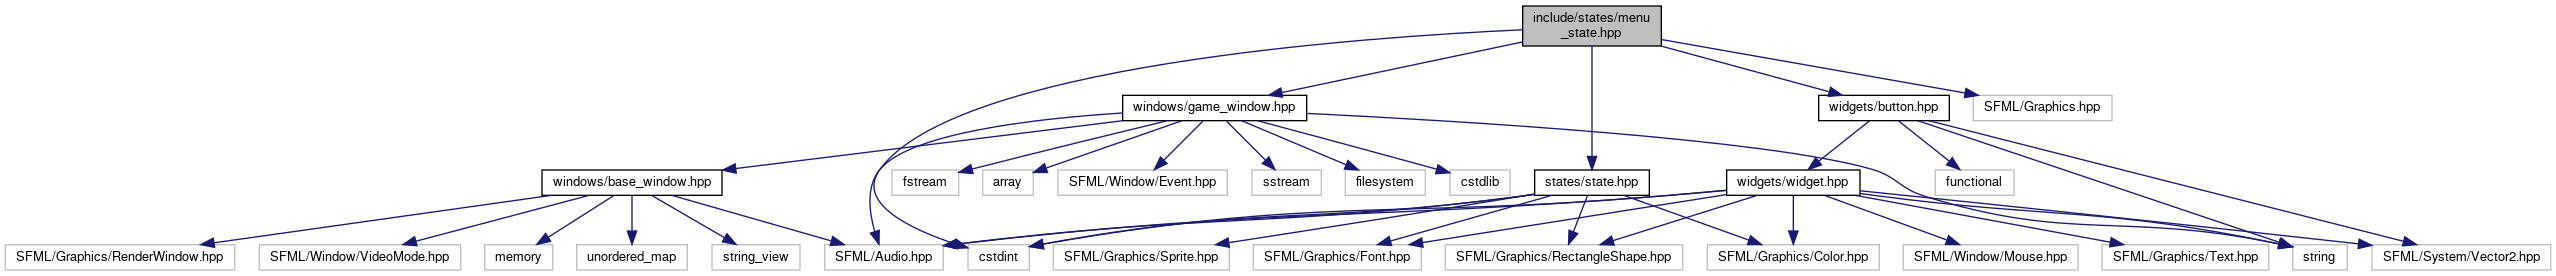 include/states/menu
_state.hpp
windows/game_window.hpp
widgets/button.hpp
SFML/Graphics.hpp
windows/base_window.hpp
fstream
array
SFML/Window/Event.hpp
sstream
filesystem
cstdlib
states/state.hpp
widgets/widget.hpp
functional
SFML/Graphics/RenderWindow.hpp
SFML/Window/VideoMode.hpp
memory
unordered_map
string_view
SFML/Audio.hpp
cstdint
SFML/Graphics/Sprite.hpp
SFML/Graphics/Font.hpp
SFML/Graphics/RectangleShape.hpp
SFML/Graphics/Color.hpp
SFML/Window/Mouse.hpp
SFML/Graphics/Text.hpp
string
SFML/System/Vector2.hpp